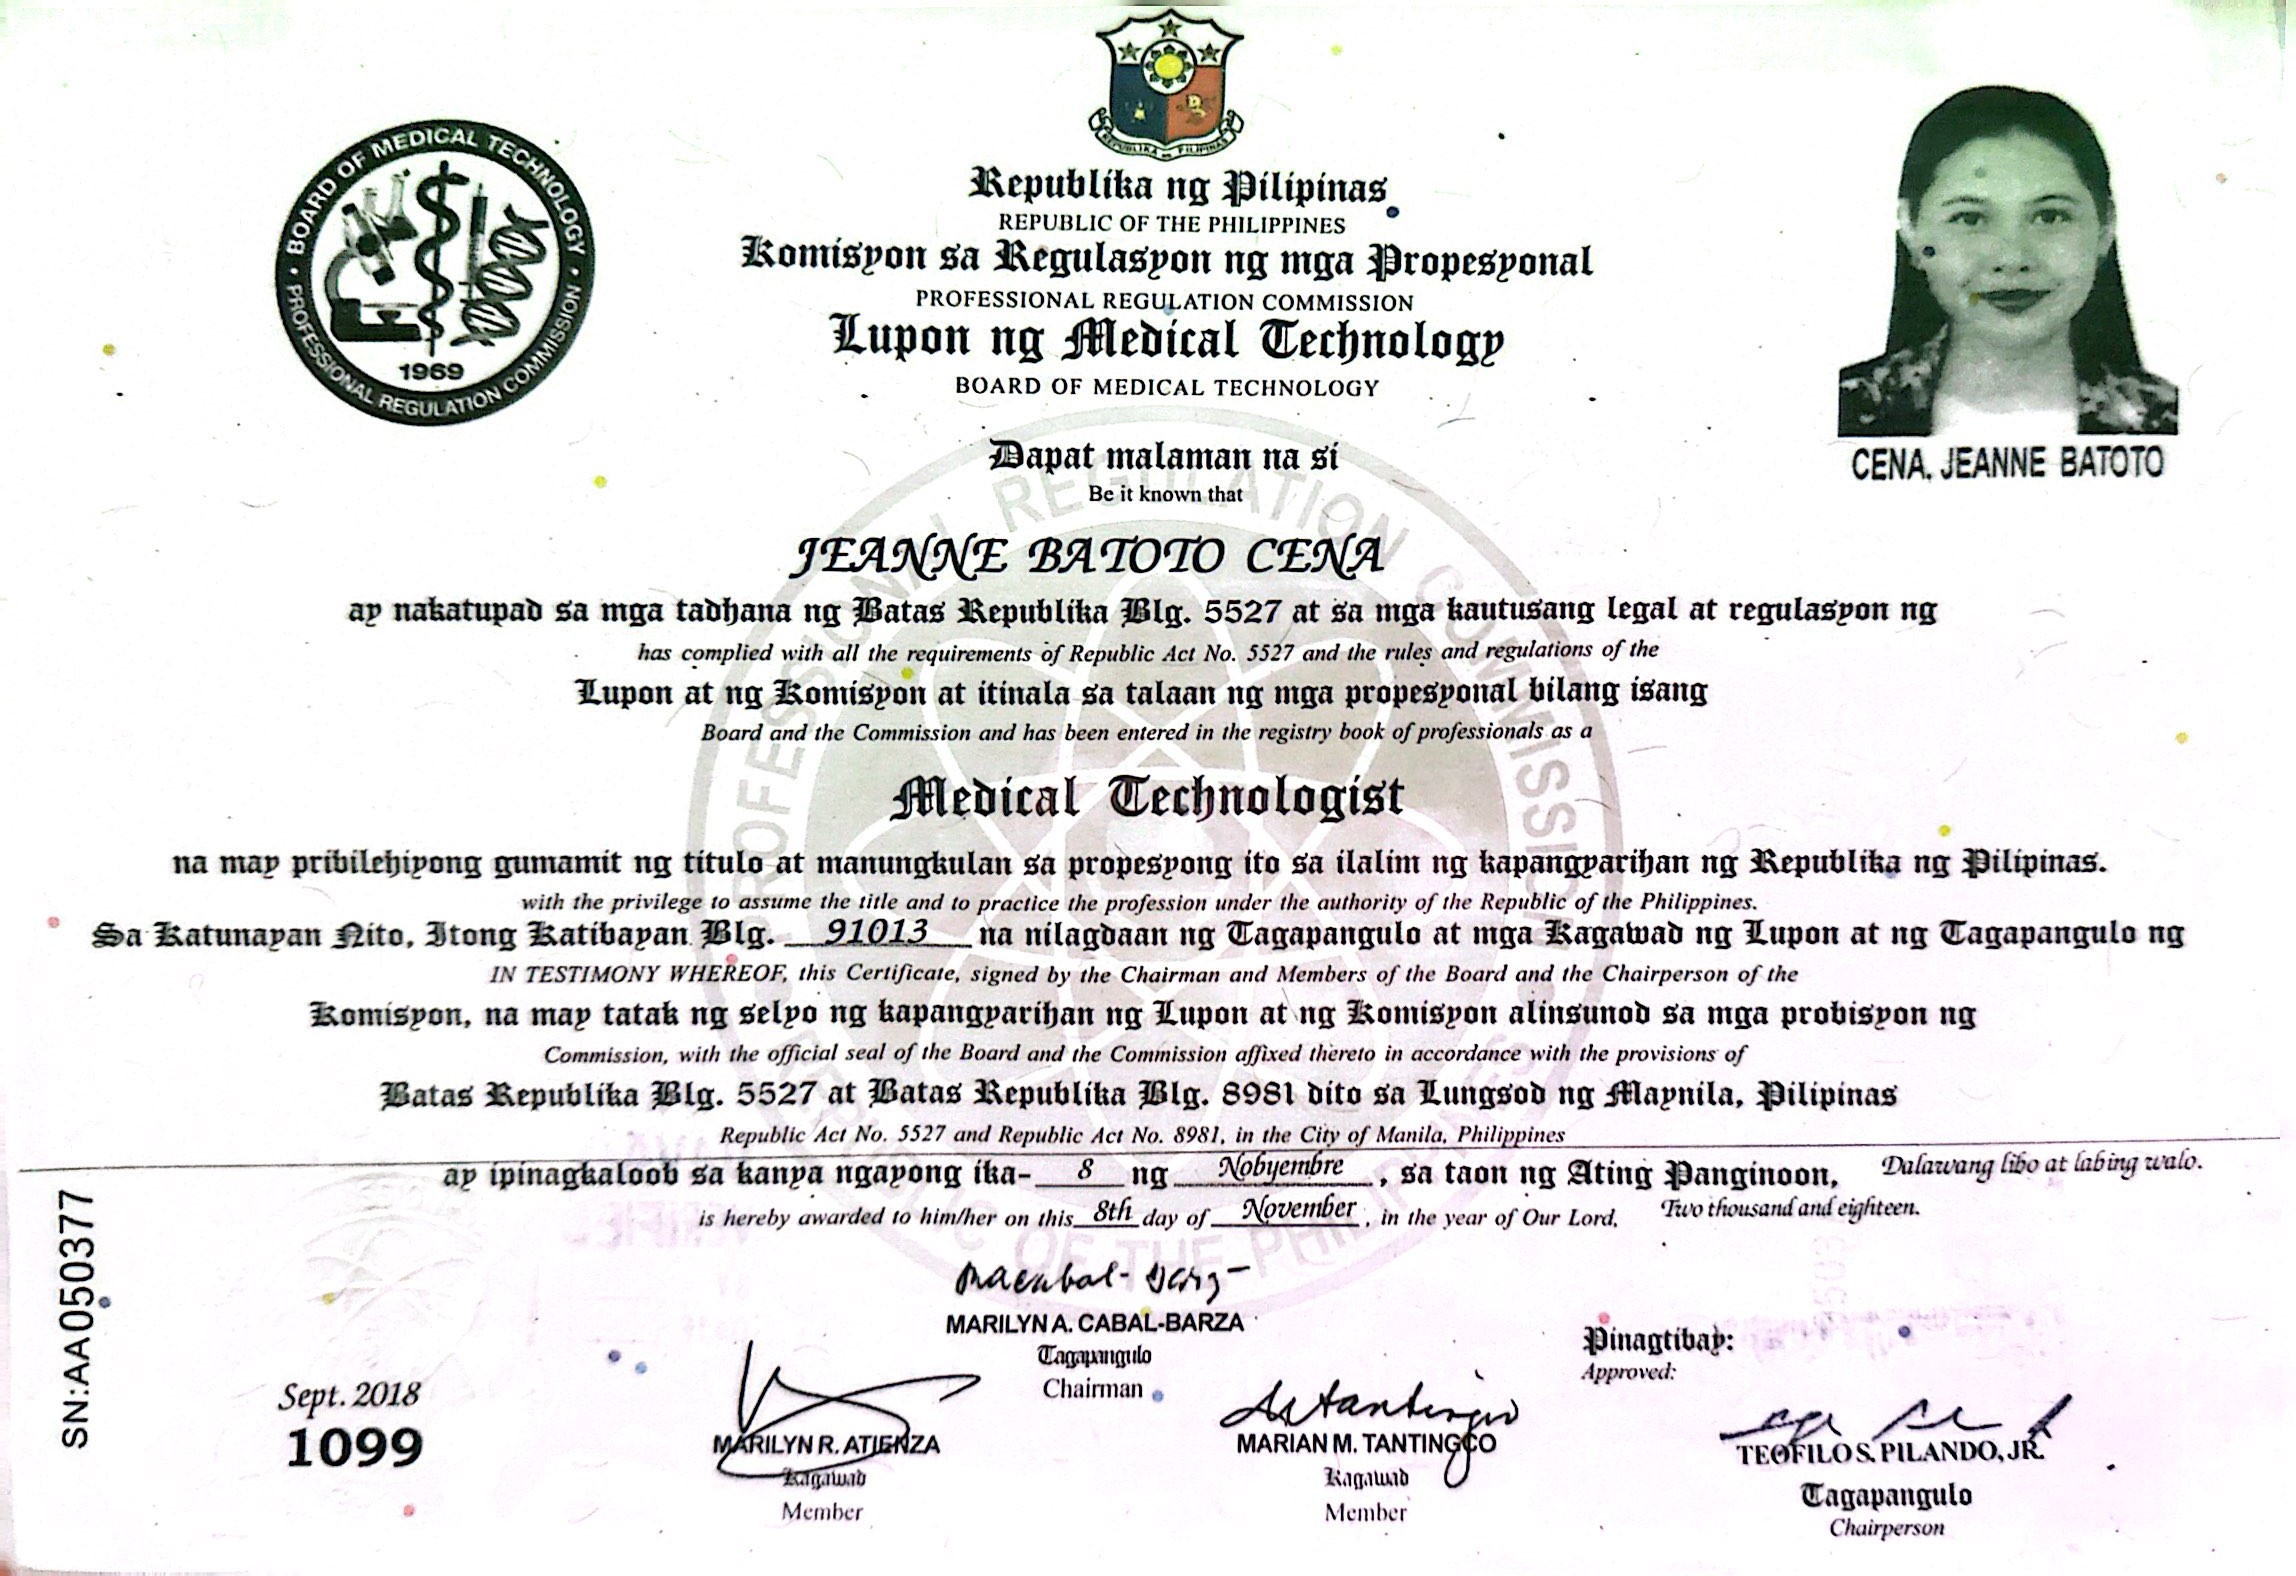 REPUBLIKA NG PILIPINAS
BOARD OF MEDICAL TECHNOLOGY
PROFESSIONAL REGULATION COMMISSION
1969
Republika ng Pilipinas
REPUBLIC OF THE PHILIPPINES
Komisyon sa Regulasyon ng mga Propesyonal
PROFESSIONAL REGULATION COMMISSION
Lupon ng Medical Technology
BOARD OF MEDICAL TECHNOLOGY
CENA, JEANNE BATOTO
Dapat malaman na si
Be it known that
JEANNE BATOTO CENA
ay nakatupad sa mga tadhana ng Batas Republika Blg. 5527 at sa mga kautusang legal at regulasyon ng
has complied with all the requirements of Republic Act No. 5527 and the rules and regulations of the
Lupon at ng Komisyon at itinala sa talaan ng mga propesyonal bilang isang
Board and the Commission and has been entered in the registry book of professionals as a
Medical Technologist
na may pribilehiyong gumamit ng titulo at manungkulan sa propesyong ito sa ilalim ng kapangyarihan ng Republika ng Pilipinas.
with the privilege to assume the title and to practice the profession under the authority of the Republic of the Philippines.
Sa Katunayan Nito, Itong Katibayan Blg. 91013 na nilagdaan ng Tagapangulo at mga Kagawad ng Lupon at ng Tagapangulo ng
IN TESTIMONY WHEREOF, this Certificate, signed by the Chairman and Members of the Board and the Chairperson of the
Komisyon, na may tatak ng selyo ng kapangyarihan ng Lupon at ng Komisyon alinsunod sa mga probisyon ng
Commission, with the official seal of the Board and the Commission affixed thereto in accordance with the provisions of
Batas Republika Blg. 5527 at Batas Republika Blg. 8981 dito sa Lungsod ng Maynila, Pilipinas
Republic Act No. 5527 and Republic Act No. 8981, in the City of Manila, Philippines
ay ipinagkaloob sa kanya ngayong ika- 8 ng Nobyembre, sa taon ng Ating Panginoon, Dalawang libo at labing walo.
is hereby awarded to him/her on this 8th day of November, in the year of Our Lord, Two thousand and eighteen.
PROFESSIONAL REGULATION COMMISSION
REPUBLIC OF THE PHILIPPINES
SN:AA050377
MARILYN A. CABAL-BARZA
Tagapangulo
Chairman
Pinagtibay:
Approved:
Sept. 2018
1099
MARILYN R. ATIENZA
Kagawad
Member
MARIAN M. TANTINGCO
Kagawad
Member
TEOFILO S. PILANDO, JR.
Tagapangulo
Chairperson